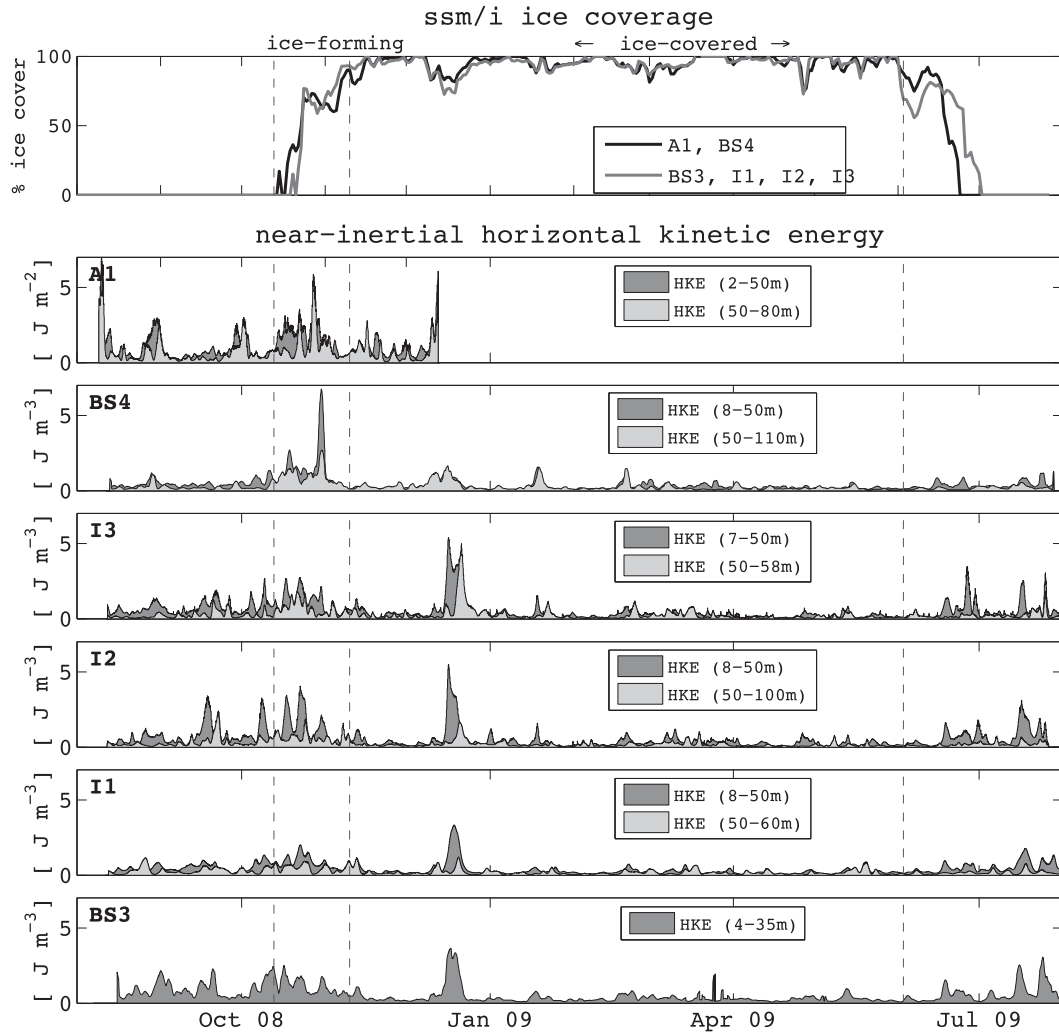 ssm/i ice coverage
ice-forming ← ice-covered →
% ice cover
100
50
0
A1, BS4
BS3, I1, I2, I3
near-inertial horizontal kinetic energy
A1
[ J m−2]
5
0
HKE (2−50m)
HKE (50−80m)
BS4
[ J m−3]
5
0
HKE (8−50m)
HKE (50−110m)
I3
[ J m−3]
5
0
HKE (7−50m)
HKE (50−58m)
I2
[ J m−3]
5
0
HKE (8−50m)
HKE (50−100m)
I1
[ J m−3]
5
0
HKE (8−50m)
HKE (50−60m)
BS3
[ J m−3]
5
0
HKE (4−35m)
Oct 08 Jan 09 Apr 09 Jul 09